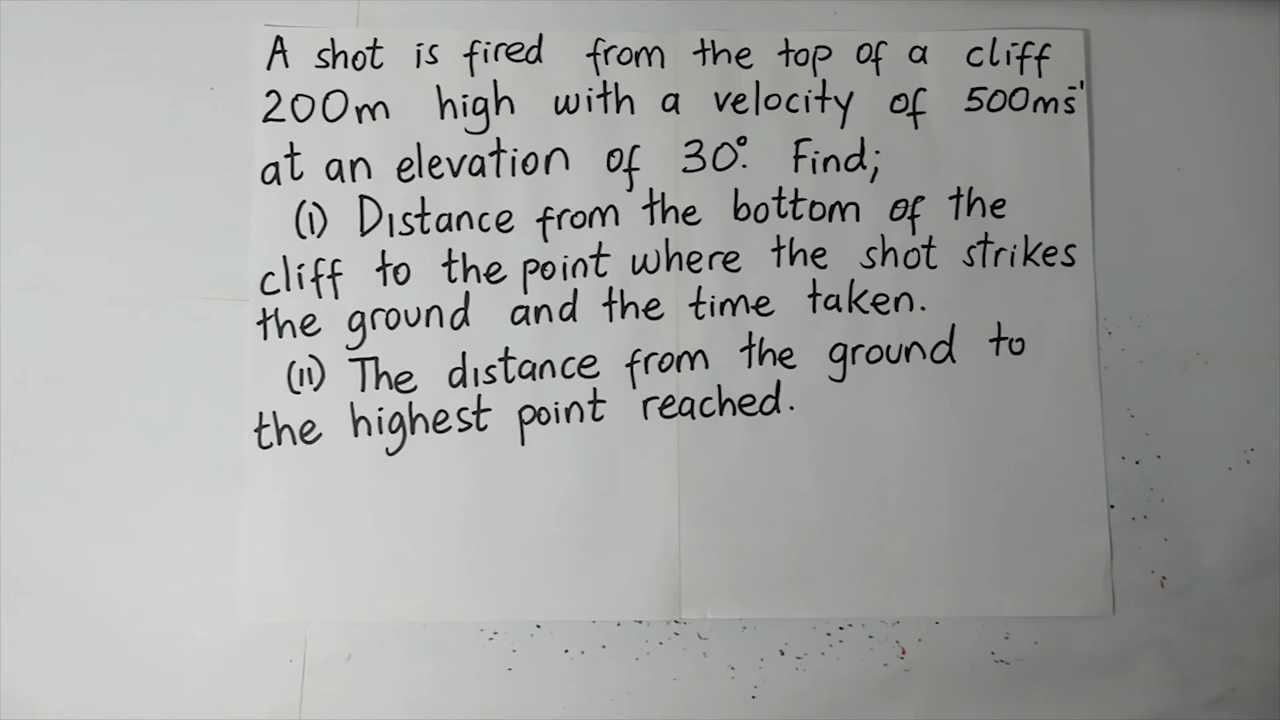 A shot is fired from the top of a cliff
200m high with a velocity of 500ms⁻¹
at an elevation of 30°. Find;
(i) Distance from the bottom of the
cliff to the point where the shot strikes
the ground and the time taken.
(ii) The distance from the ground to
the highest point reached.